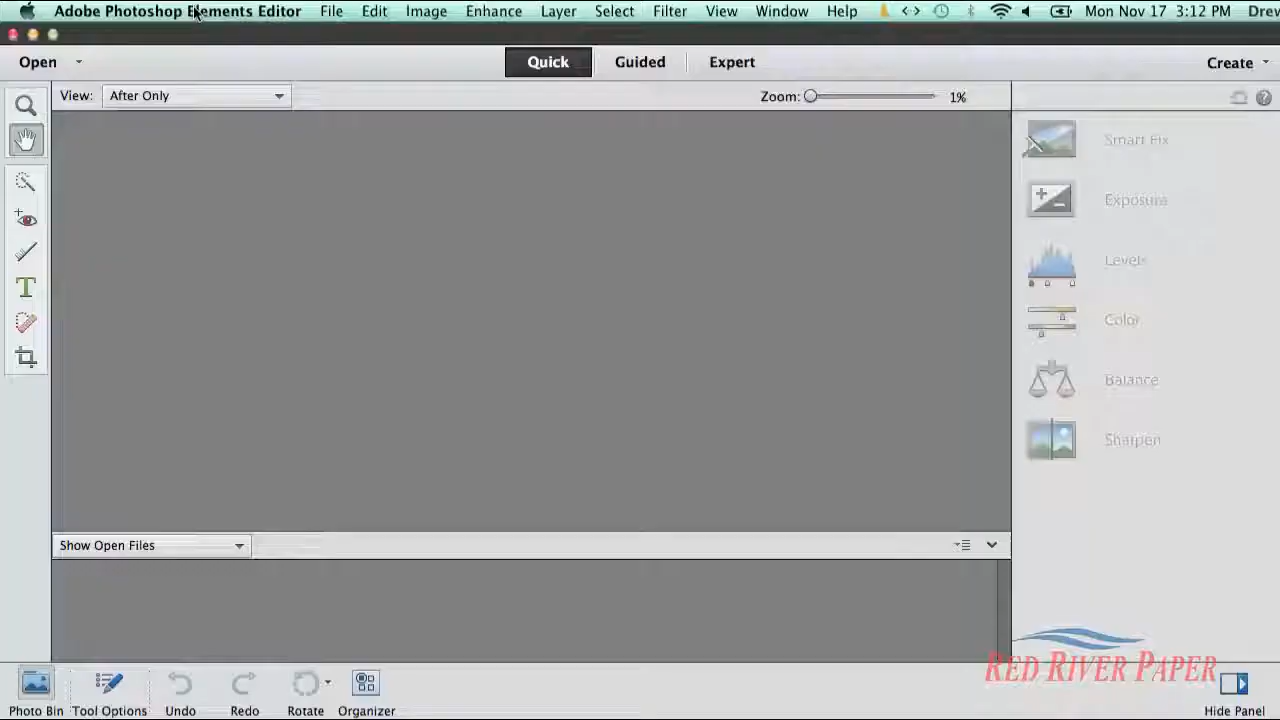 Adobe Photoshop Elements Editor File Edit Image Enhance Layer Select Filter View Window Help Mon Nov 17 3:12 PM Drew
Open Quick Guided Expert Create
View: After Only Zoom: 1%
Smart Fix
Exposure
Levels
Color
Balance
Sharpen
Show Open Files
RED RIVER PAPER
Photo Bin Tool Options Undo Redo Rotate Organizer Hide Panel